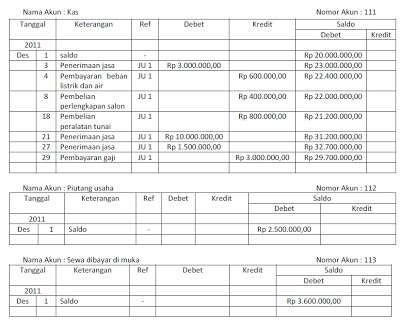 Nama Akun : Kas Nomor Akun : 111
Tanggal Keterangan Ref Debet Kredit Saldo
Debet Kredit
2011
Des 1 saldo - Rp 20.000.000,00
3 Penerimaan jasa JU 1 Rp 3.000.000,00 Rp 23.000.000,00
4 Pembayaran beban listrik dan air JU 1 Rp 600.000,00 Rp 22.400.000,00
8 Pembelian perlengkapan salon JU 1 Rp 400.000,00 Rp 22.000.000,00
18 Pembelian peralatan tunai JU 1 Rp 800.000,00 Rp 21.200.000,00
21 Penerimaan jasa JU 1 Rp 10.000.000,00 Rp 31.200.000,00
27 Penerimaan jasa JU 1 Rp 1.500.000,00 Rp 32.700.000,00
29 Pembayaran gaji JU 1 Rp 3.000.000,00 Rp 29.700.000,00
Nama Akun : Piutang usaha Nomor Akun : 112
Tanggal Keterangan Ref Debet Kredit Saldo
Debet Kredit
2011
Des 1 Saldo - Rp 2.500.000,00
Nama Akun : Sewa dibayar di muka Nomor Akun : 113
Tanggal Keterangan Ref Debet Kredit Saldo
Debet Kredit
2011
Des 1 Saldo - Rp 3.600.000,00